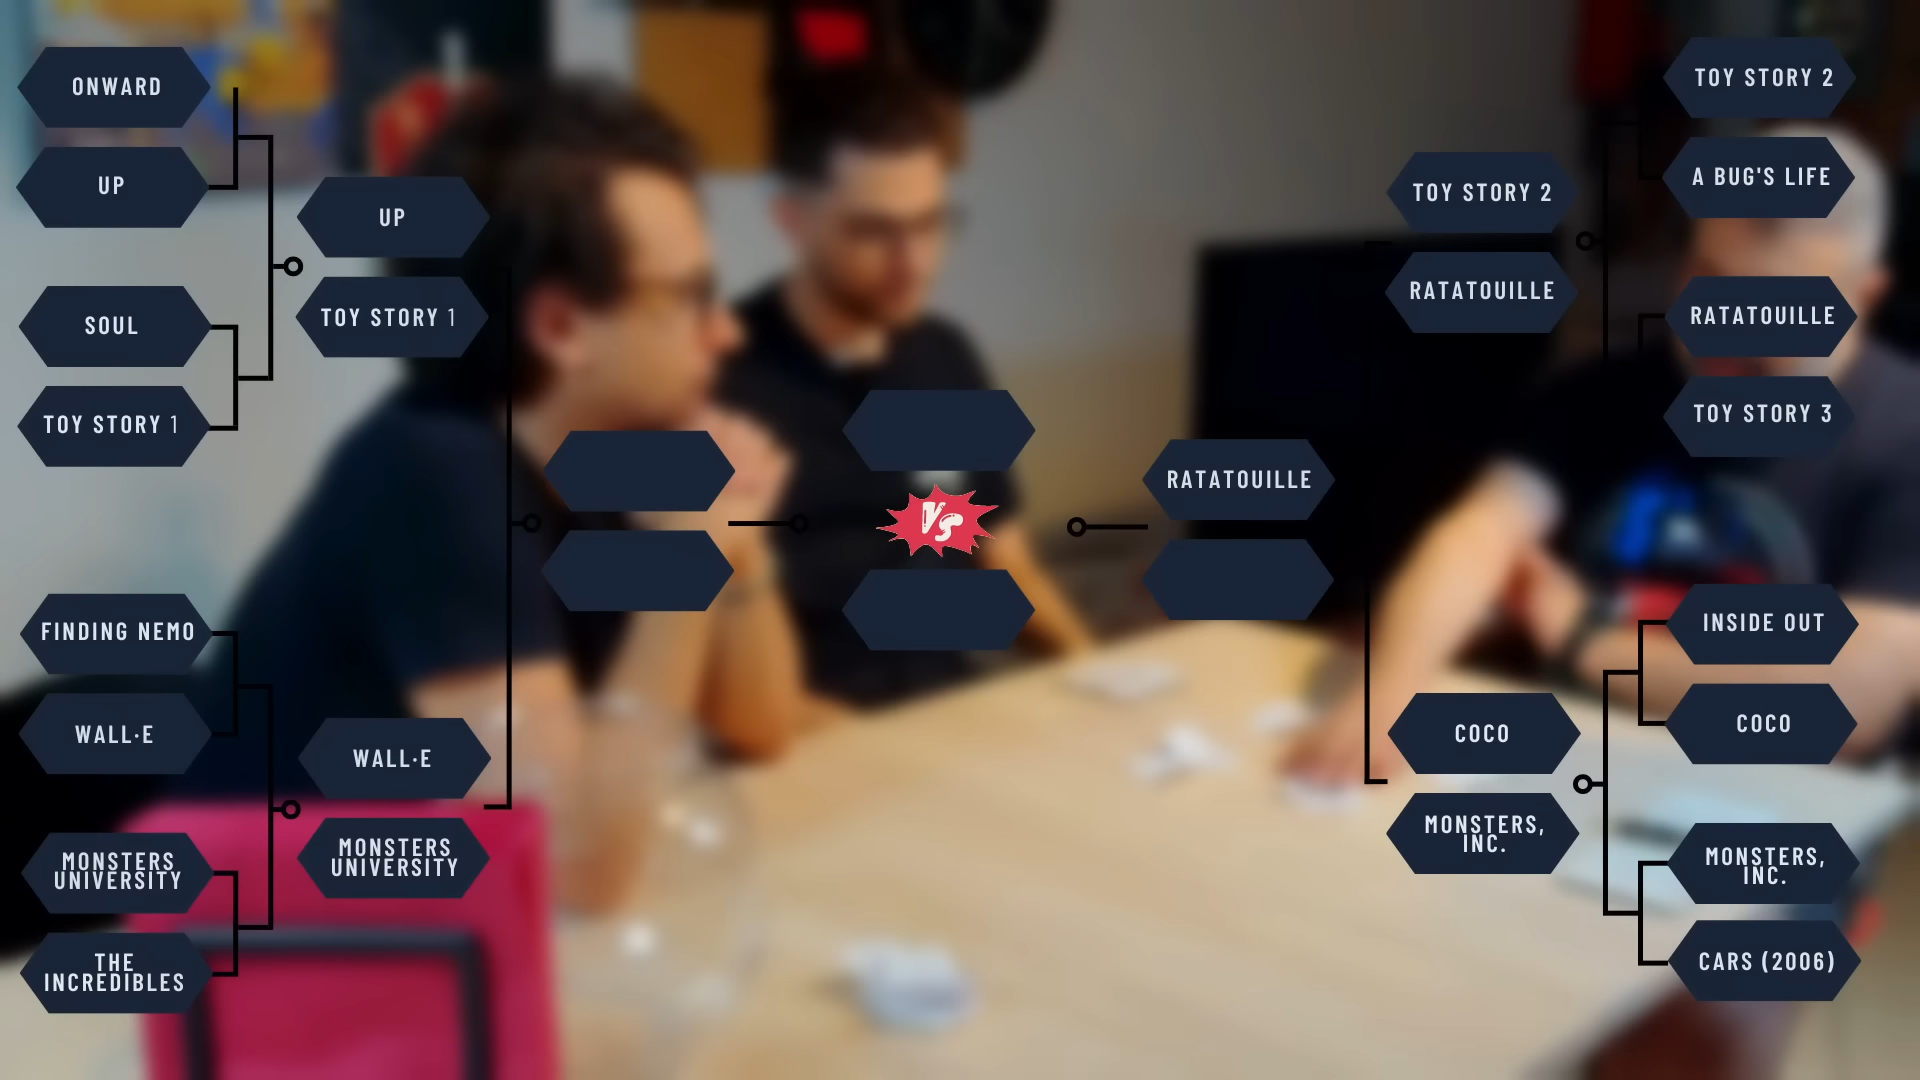 ONWARD
UP
SOUL
TOY STORY 1
FINDING NEMO
WALL·E
MONSTERS
UNIVERSITY
THE
INCREDIBLES
UP
TOY STORY 1
WALL·E
MONSTERS
UNIVERSITY
VS
RATATOUILLE
TOY STORY 2
RATATOUILLE
COCO
MONSTERS,
INC.
TOY STORY 2
A BUG'S LIFE
RATATOUILLE
TOY STORY 3
INSIDE OUT
COCO
MONSTERS,
INC.
CARS (2006)